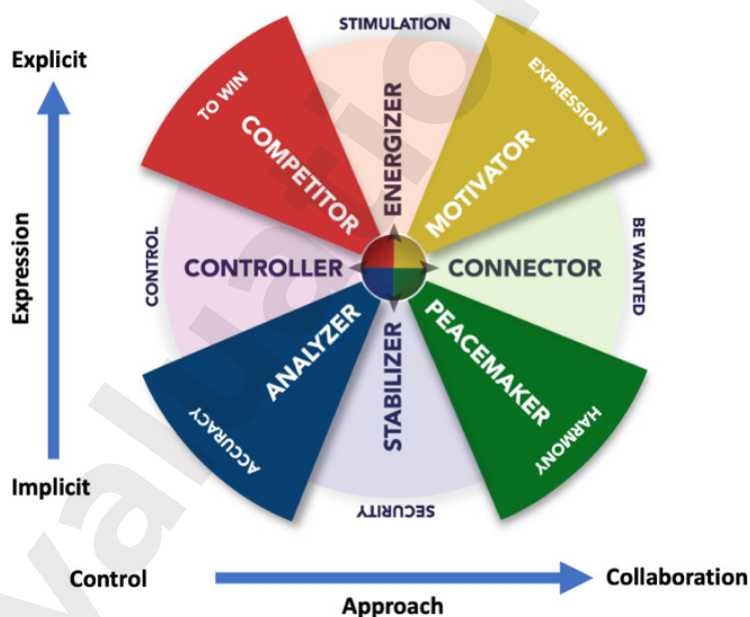 STIMULATION
Explicit
TO WIN
EXPRESSION
COMPETITOR
ENERGIZER
MOTIVATOR
Expression
CONTROL
CONTROLLER
CONNECTOR
BE WANTED
ANALYZER
STABILIZER
PEACEMAKER
ACCURACY
HARMONY
Implicit
SECURITY
Control
Collaboration
Approach